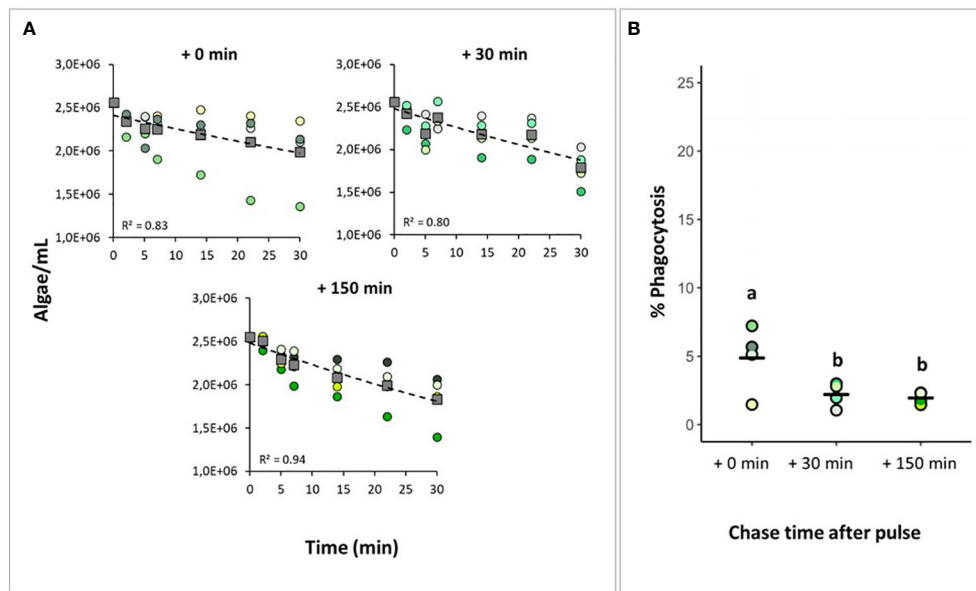 A
B
+ 0 min
3,0E+06
2,5E+06
2,0E+06
1,5E+06
1,0E+06
R² = 0.83
0 5 10 15 20 25 30
+ 30 min
3,0E+06
2,5E+06
2,0E+06
1,5E+06
1,0E+06
R² = 0.80
0 5 10 15 20 25 30
Algae/mL
+ 150 min
3,0E+06
2,5E+06
2,0E+06
1,5E+06
1,0E+06
R² = 0.94
0 5 10 15 20 25 30
Time (min)
% Phagocytosis
25
20
15
10
5
0
a
b
b
+ 0 min + 30 min + 150 min
Chase time after pulse